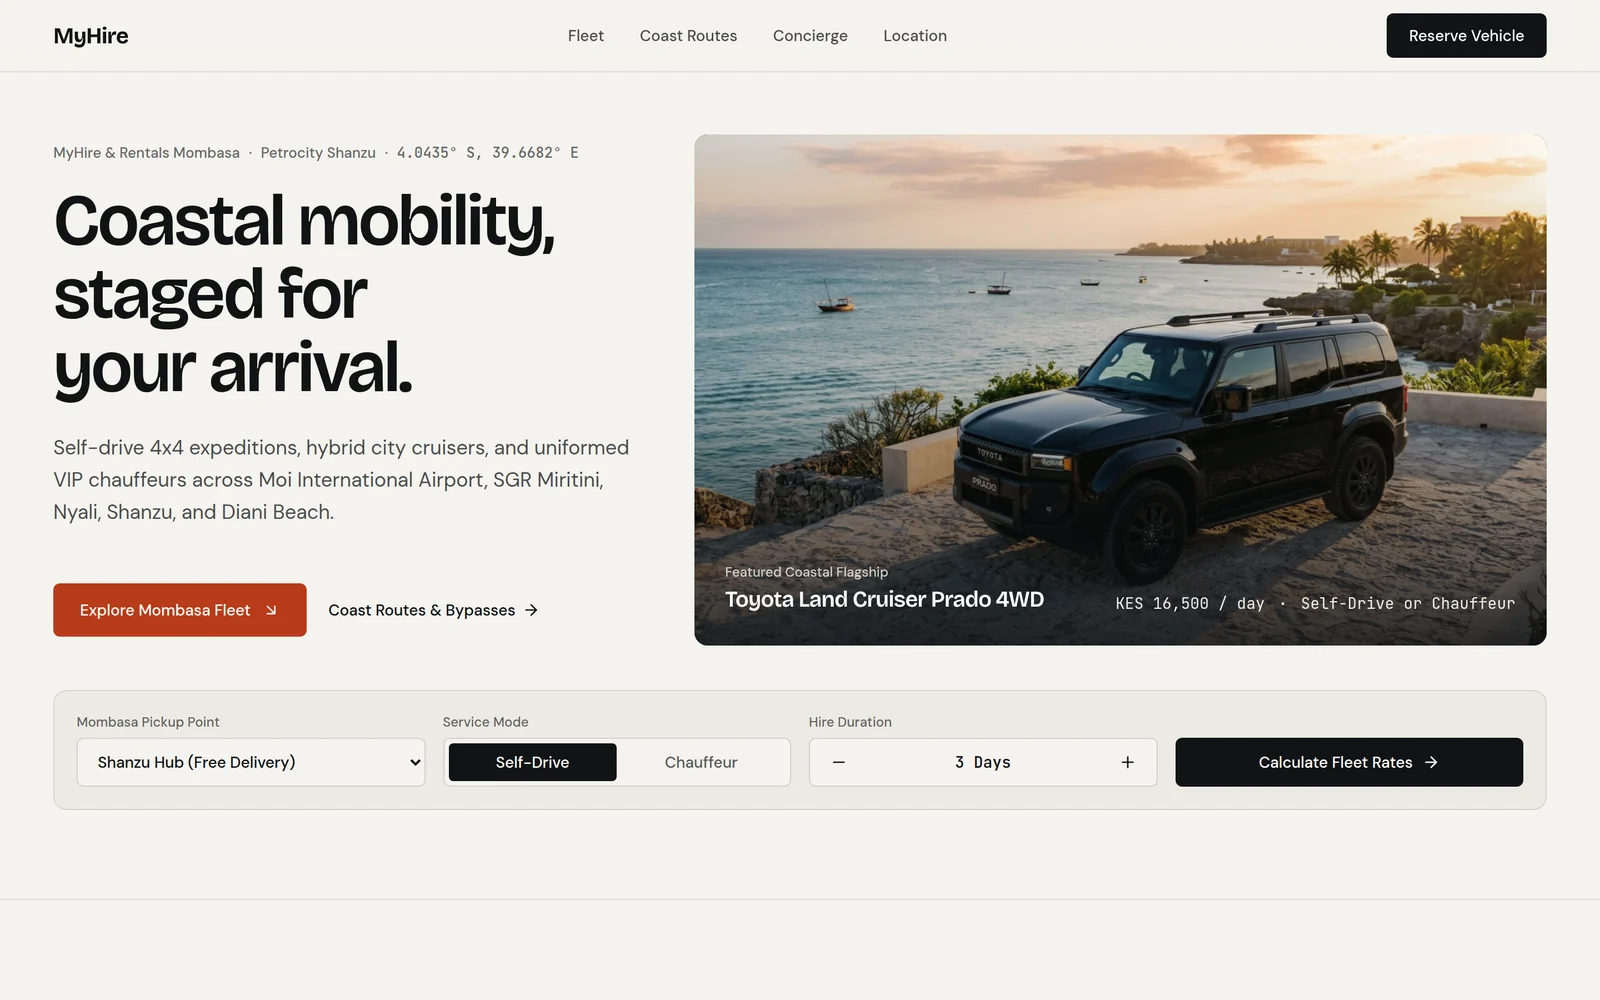 MyHire
Fleet
Coast Routes
Concierge
Location
Reserve Vehicle
MyHire & Rentals Mombasa · Petrocity Shanzu · 4.0435° S, 39.6682° E
Coastal mobility,
staged for
your arrival.
Self-drive 4x4 expeditions, hybrid city cruisers, and uniformed
VIP chauffeurs across Moi International Airport, SGR Miritini,
Nyali, Shanzu, and Diani Beach.
Explore Mombasa Fleet
Coast Routes & Bypasses
TOYOTA
PRADO
Featured Coastal Flagship
Toyota Land Cruiser Prado 4WD
KES 16,500 / day · Self-Drive or Chauffeur
Mombasa Pickup Point
Shanzu Hub (Free Delivery)
Service Mode
Self-Drive
Chauffeur
Hire Duration
3 Days
Calculate Fleet Rates